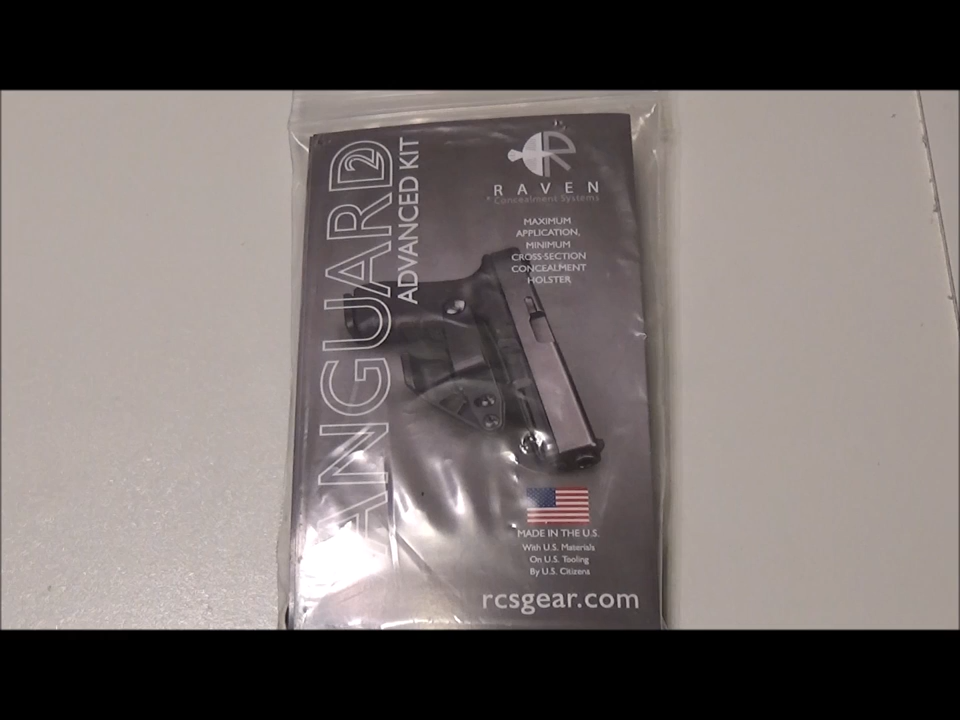 VANGUARD 2
ADVANCED KIT
RAVEN
Concealment Systems
MAXIMUM
APPLICATION,
MINIMUM
CROSS-SECTION
CONCEALMENT
HOLSTER
MADE IN THE U.S.
With U.S. Materials
On U.S. Tooling
By U.S. Citizens
rcsgear.com